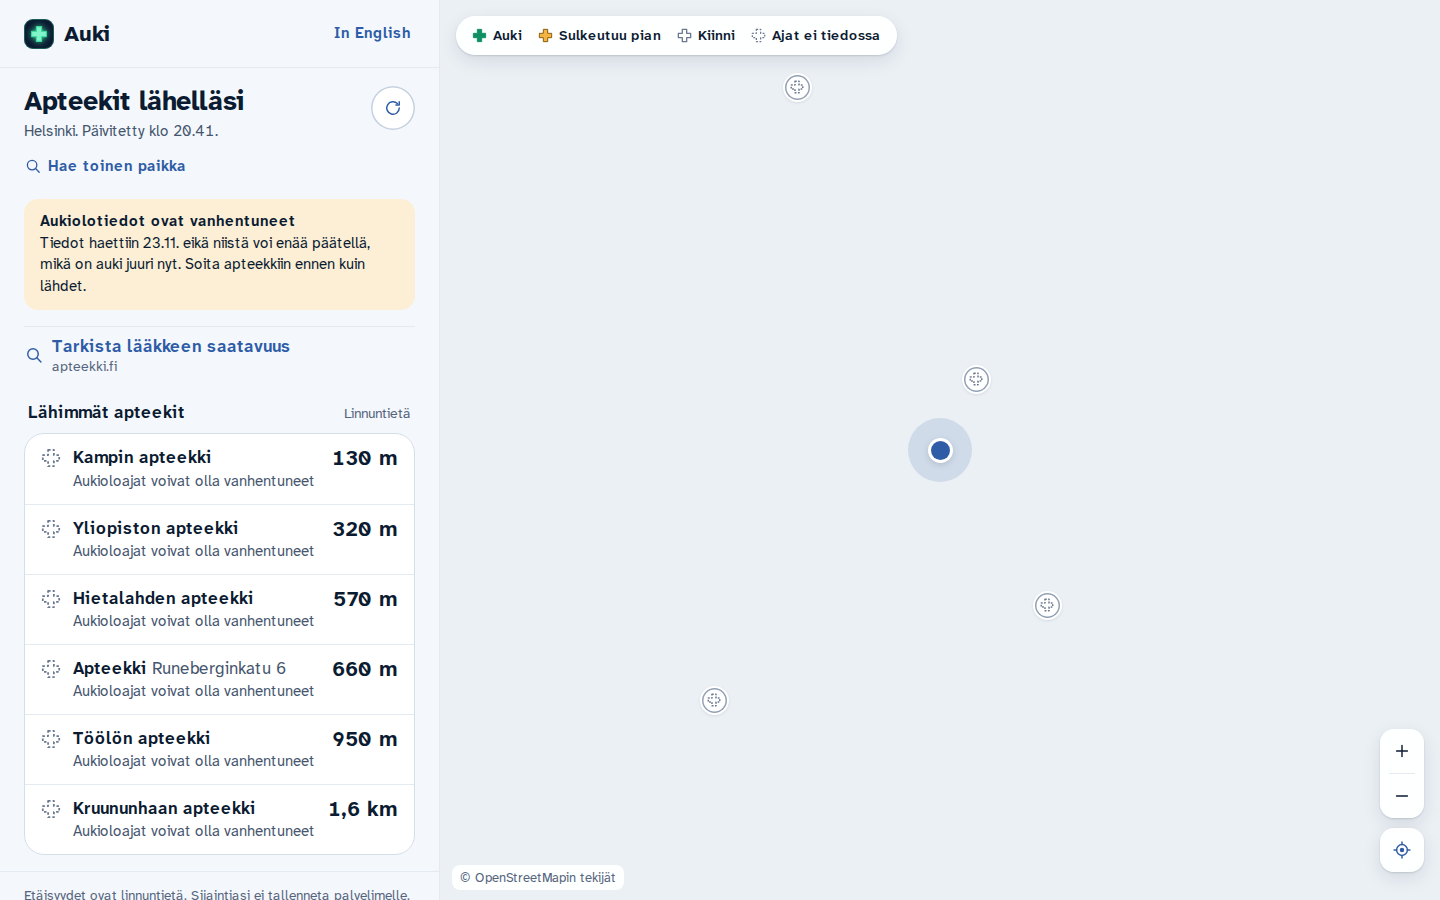 Auki
In English
Apteekit lähelläsi
Helsinki. Päivitetty klo 20.41.
Hae toinen paikka
Aukiolotiedot ovat vanhentuneet
Tiedot haettiin 23.11. eikä niistä voi enää päätellä,
mikä on auki juuri nyt. Soita apteekkiin ennen kuin
lähdet.
Tarkista lääkkeen saatavuus
apteekki.fi
Lähimmät apteekit
Linnuntietä
Kampin apteekki
130 m
Aukioloajat voivat olla vanhentuneet
Yliopiston apteekki
320 m
Aukioloajat voivat olla vanhentuneet
Hietalahden apteekki
570 m
Aukioloajat voivat olla vanhentuneet
Apteekki Runeberginkatu 6
660 m
Aukioloajat voivat olla vanhentuneet
Töölön apteekki
950 m
Aukioloajat voivat olla vanhentuneet
Kruununhaan apteekki
1,6 km
Aukioloajat voivat olla vanhentuneet
Etäisyydet ovat linnuntietä. Sijaintiasi ei tallenneta palvelimelle.
Auki
Sulkeutuu pian
Kiinni
Ajat ei tiedossa
© OpenStreetMapin tekijät